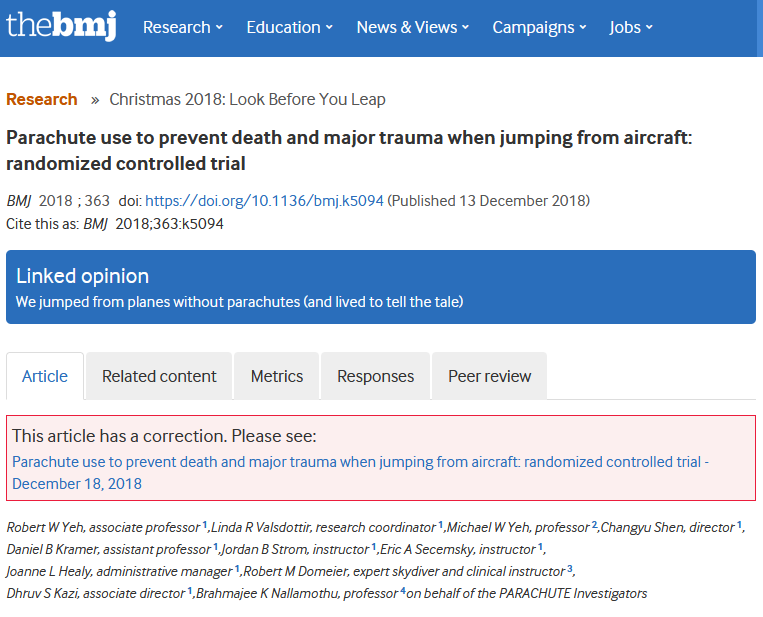 thebmj Research Education News & Views Campaigns Jobs
Research » Christmas 2018: Look Before You Leap
Parachute use to prevent death and major trauma when jumping from aircraft:
randomized controlled trial
BMJ 2018 ; 363 doi: https://doi.org/10.1136/bmj.k5094 (Published 13 December 2018)
Cite this as: BMJ 2018;363:k5094
Linked opinion
We jumped from planes without parachutes (and lived to tell the tale)
Article Related content Metrics Responses Peer review
This article has a correction. Please see:
Parachute use to prevent death and major trauma when jumping from aircraft: randomized controlled trial -
December 18, 2018
Robert W Yeh, associate professor 1,Linda R Valsdottir, research coordinator 1,Michael W Yeh, professor 2,Changyu Shen, director 1,
Daniel B Kramer, assistant professor 1,Jordan B Strom, instructor 1,Eric A Secemsky, instructor 1,
Joanne L Healy, administrative manager 1,Robert M Domeier, expert skydiver and clinical instructor 3,
Dhruv S Kazi, associate director 1,Brahmajee K Nallamothu, professor 4 on behalf of the PARACHUTE Investigators